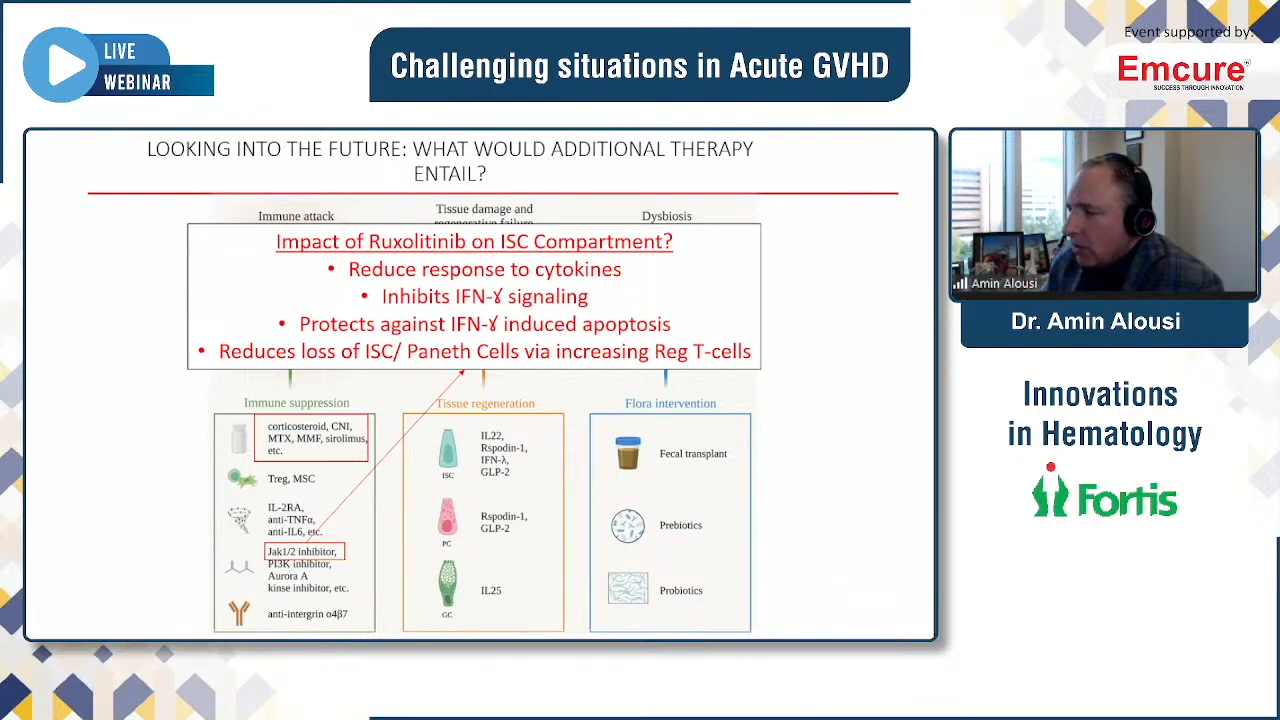 LIVE
WEBINAR
Challenging situations in Acute GVHD
Event supported by:
Emcure®
SUCCESS THROUGH INNOVATION
LOOKING INTO THE FUTURE: WHAT WOULD ADDITIONAL THERAPY
ENTAIL?
Immune attack
Tissue damage and
regenerative failure
Dysbiosis
Impact of Ruxolitinib on ISC Compartment?
• Reduce response to cytokines
• Inhibits IFN-Ɣ signaling
• Protects against IFN-Ɣ induced apoptosis
• Reduces loss of ISC/ Paneth Cells via increasing Reg T-cells
Immune suppression
corticosteroid, CNI,
MTX, MMF, sirolimus,
etc.
Treg, MSC
IL-2RA,
anti-TNFα,
anti-IL6, etc.
Jak1/2 inhibitor,
PI3K inhibitor,
Aurora A
kinse inhibitor, etc.
anti-intergrin α4β7
Tissue regeneration
IL22,
Rspodin-1,
IFN-λ,
GLP-2
ISC
Rspodin-1,
GLP-2
PC
IL25
GC
Flora intervention
Fecal transplant
Prebiotics
Probiotics
Amin Alousi
Dr. Amin Alousi
Innovations
in Hematology
Fortis